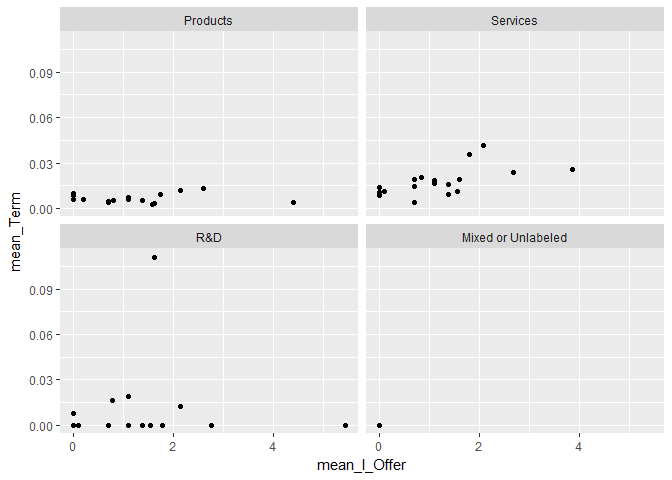 Products
Services
0.09
0.06
0.03
0.00
R&D
Mixed or Unlabeled
0.09
0.06
0.03
0.00
0
2
4
0
2
4
mean_l_Offer
mean_Term